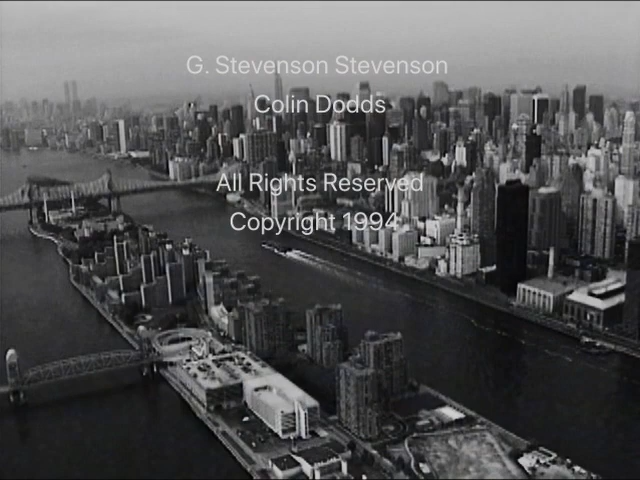 G. Stevenson Stevenson
Colin Dodds
All Rights Reserved
Copyright 1994